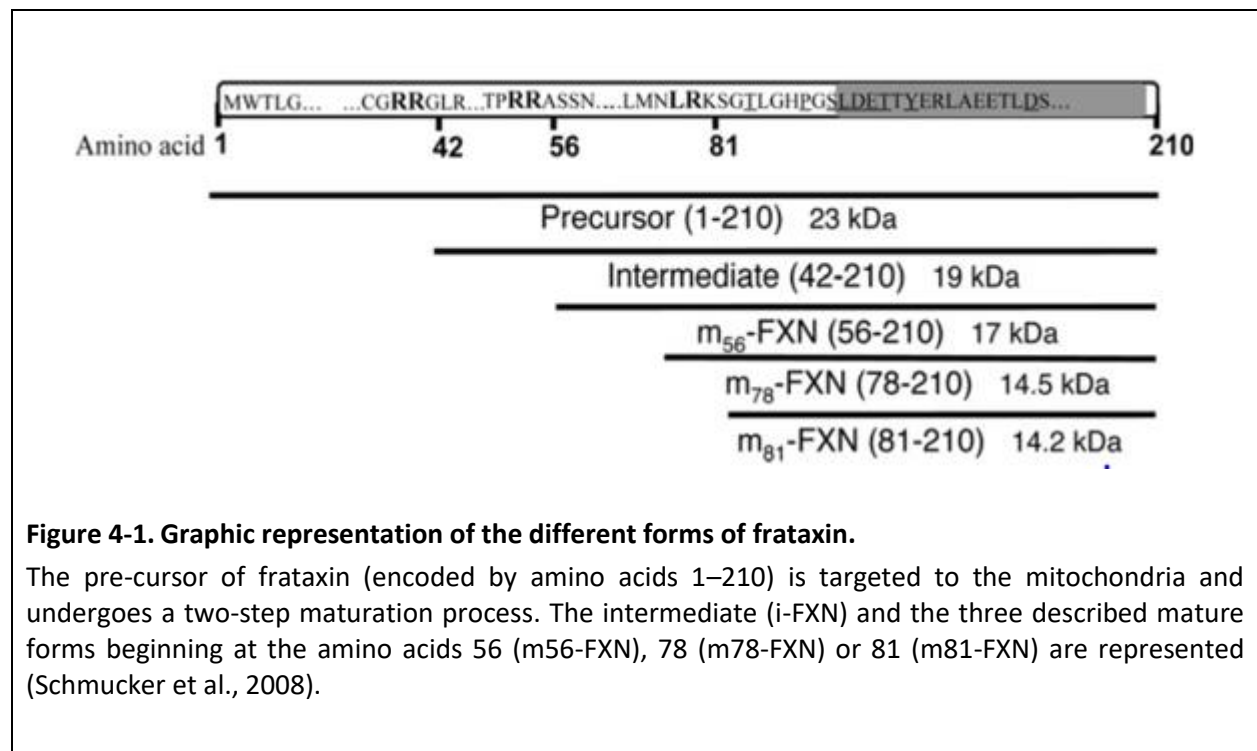 MWTLG... ...CGRRGLR...TPRRASSN....LMNLRKSGTLGHPGSLDETTYERLAEETLDS...
Amino acid 1 42 56 81 210
Precursor (1-210) 23 kDa
Intermediate (42-210) 19 kDa
m56-FXN (56-210) 17 kDa
m78-FXN (78-210) 14.5 kDa
m81-FXN (81-210) 14.2 kDa
Figure 4-1. Graphic representation of the different forms of frataxin.
The pre-cursor of frataxin (encoded by amino acids 1–210) is targeted to the mitochondria and
undergoes a two-step maturation process. The intermediate (i-FXN) and the three described mature
forms beginning at the amino acids 56 (m56-FXN), 78 (m78-FXN) or 81 (m81-FXN) are represented
(Schmucker et al., 2008).